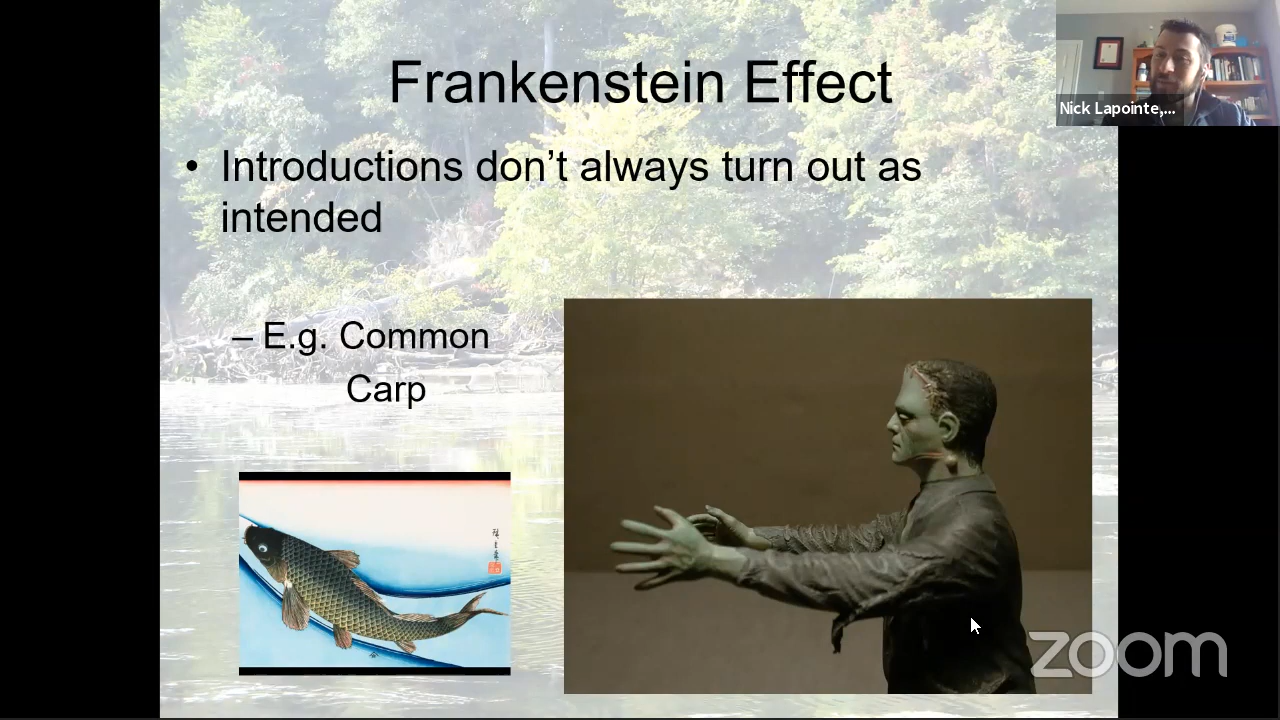 Frankenstein Effect
• Introductions don’t always turn out as
intended
– E.g. Common
Carp
Nick Lapointe,...
zoom